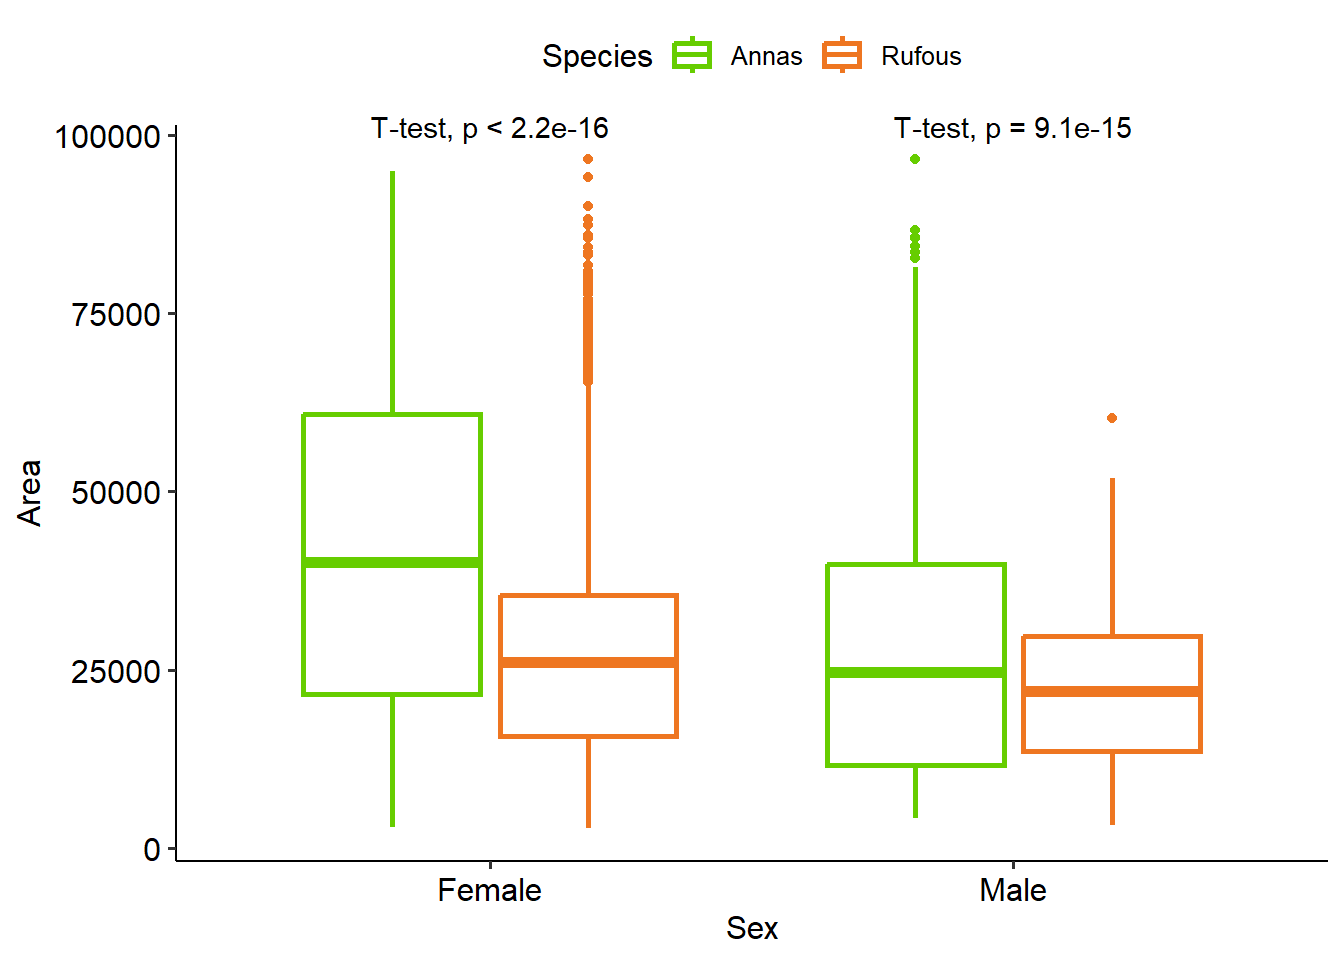 Species Annas Rufous
T-test, p < 2.2e-16 T-test, p = 9.1e-15
100000
75000
50000
25000
0
Area
Female Male
Sex